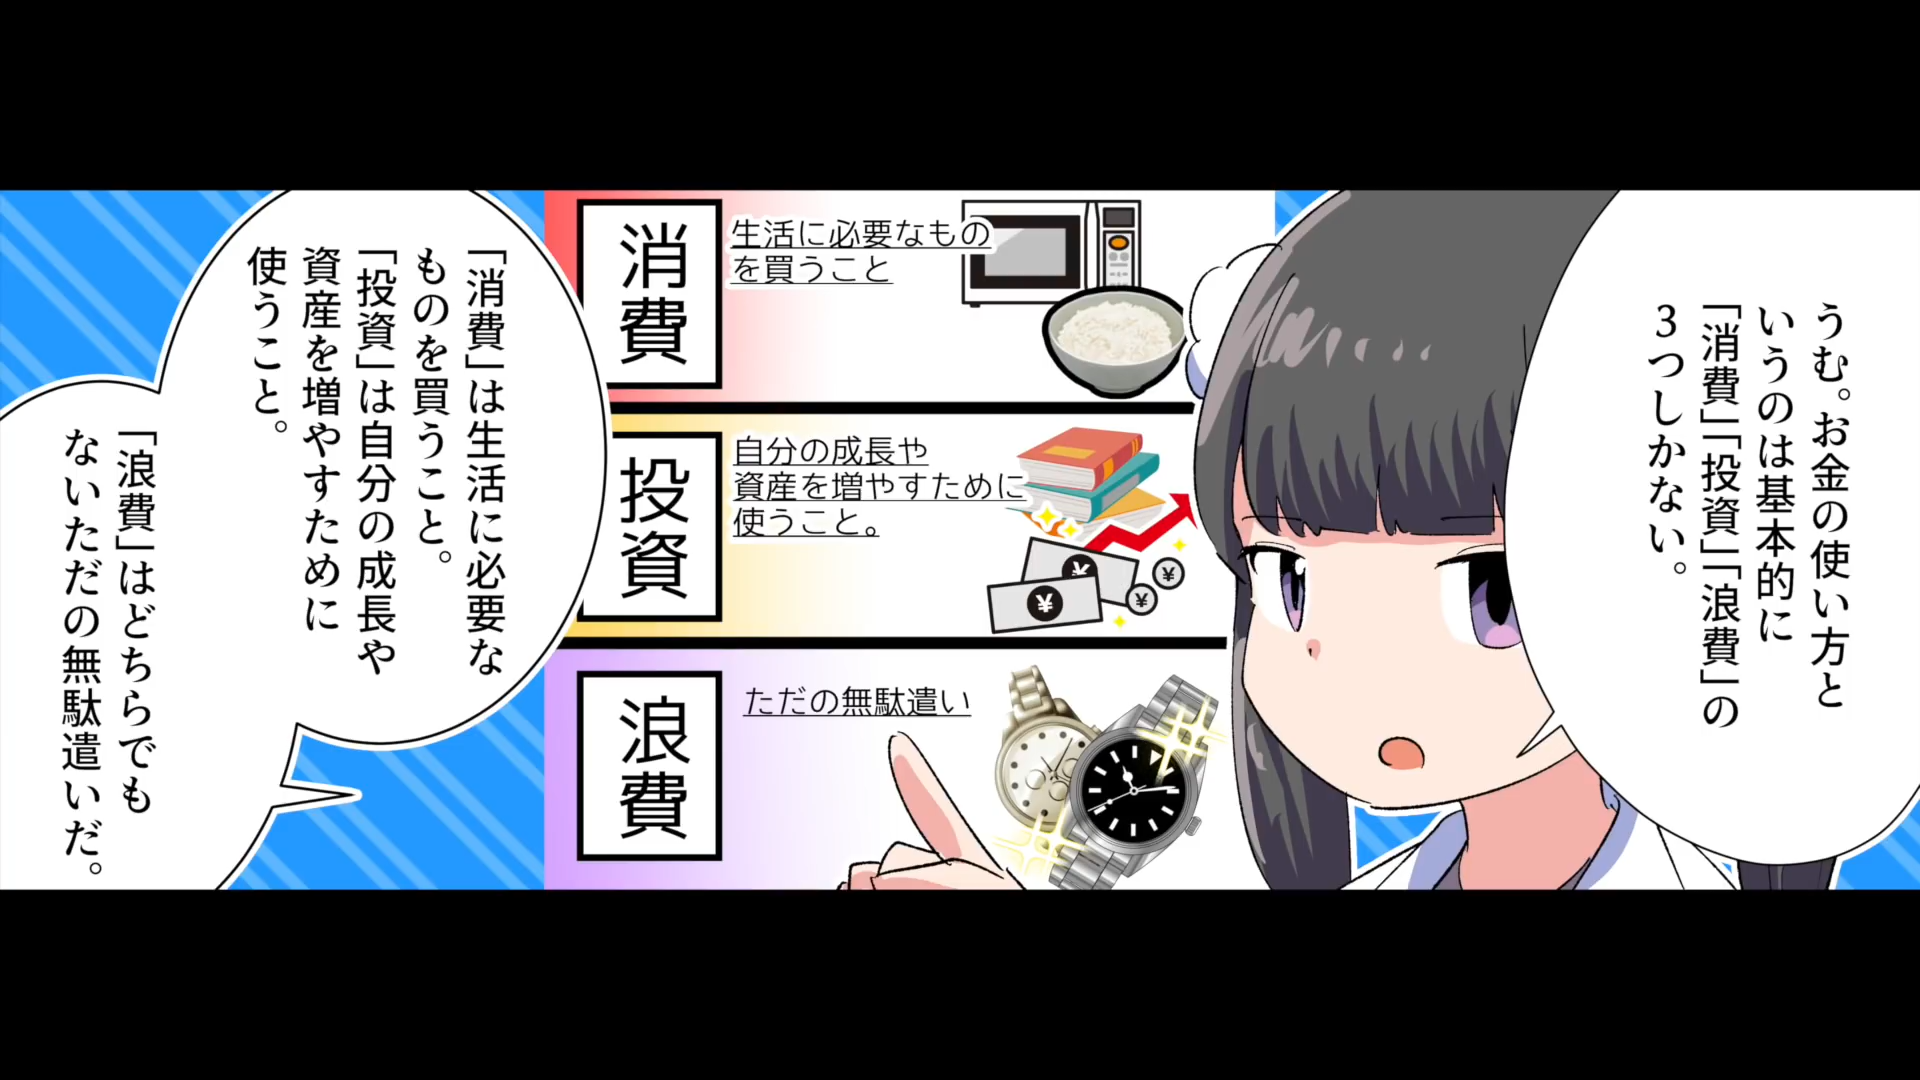 うむ。お金の使い方と
いうのは基本的に
「消費」「投資」「浪費」の
3つしかない。
消費
生活に必要なもの
を買うこと
投資
自分の成長や
資産を増やすために
使うこと。
浪費
ただの無駄遣い
「消費」は生活に必要な
ものを買うこと。
「投資」は自分の成長や
資産を増やすために
使うこと。
「浪費」はどちらでも
ないただの無駄遣いだ。
¥
¥
¥
¥